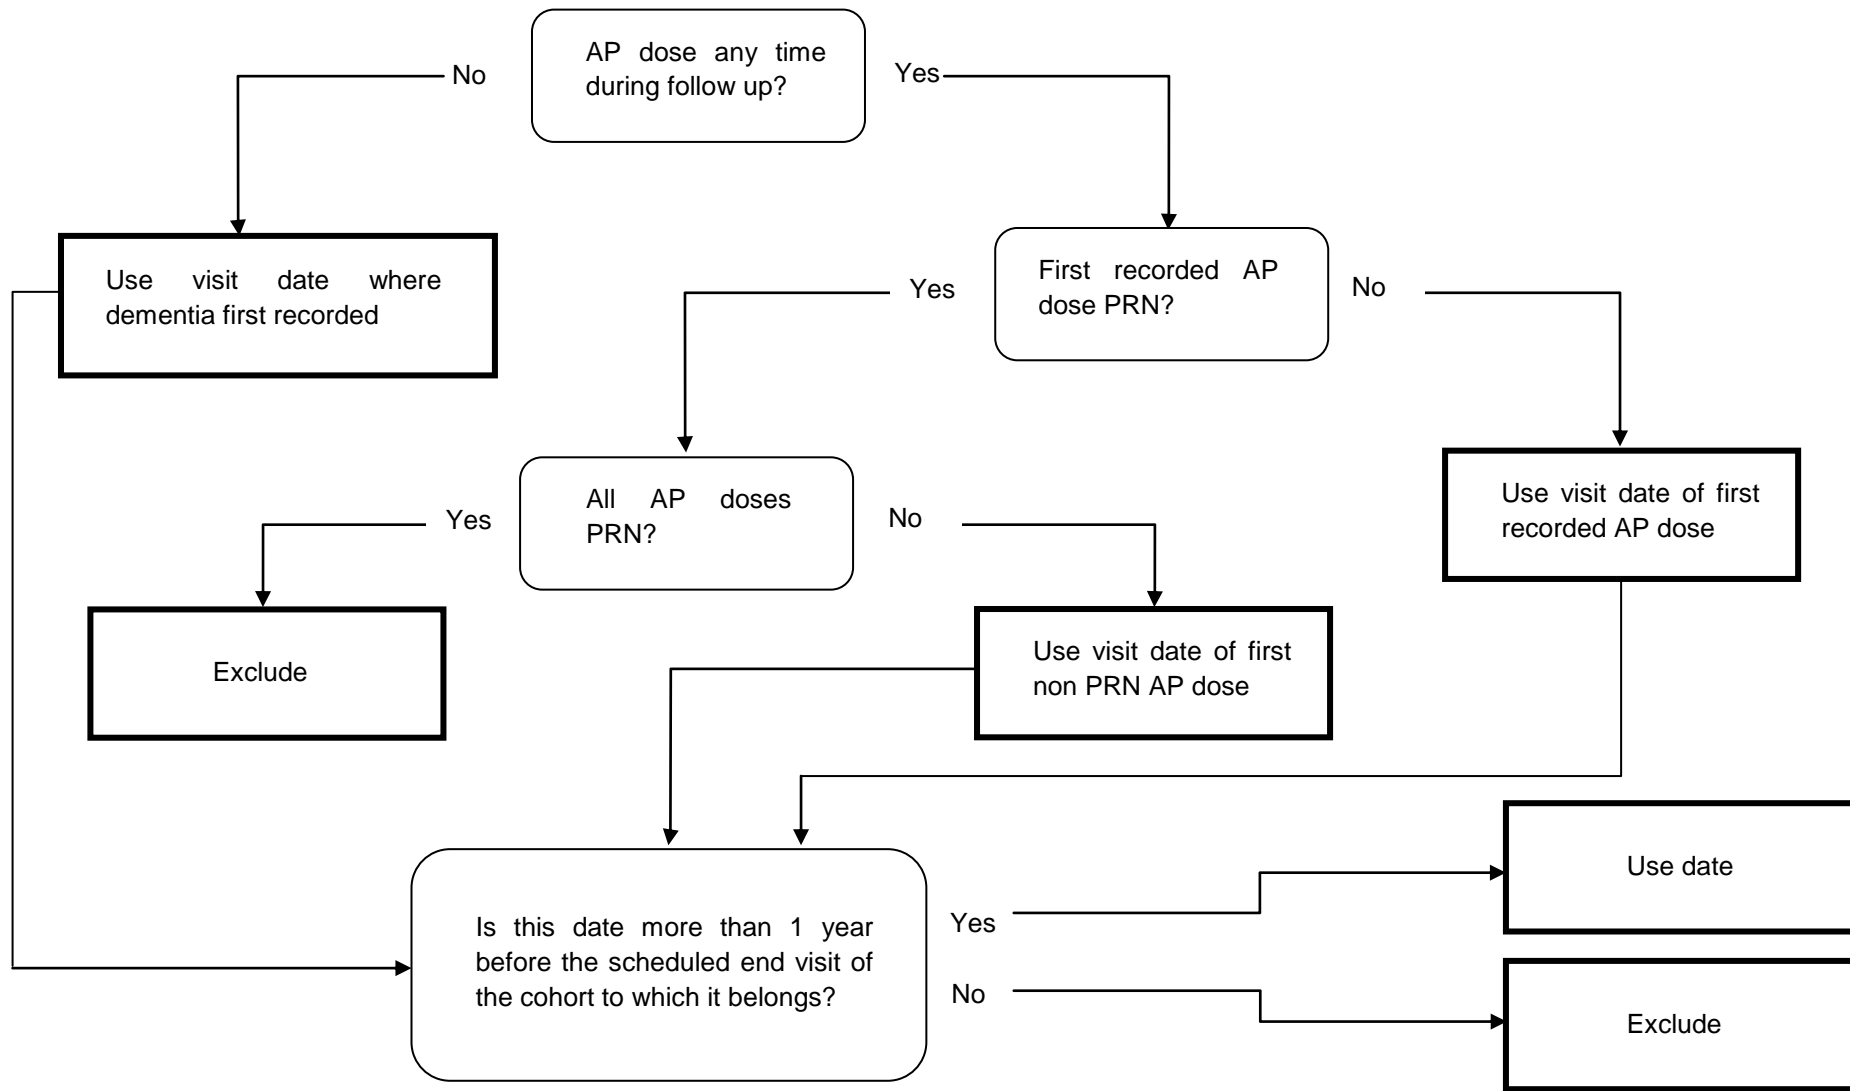 AP dose any time
during follow up?
No
Yes
Use visit date where
dementia first recorded
First recorded AP
dose PRN?
Yes
No
All AP doses
PRN?
Yes
No
Use visit date of first
recorded AP dose
Exclude
Use visit date of first
non PRN AP dose
Is this date more than 1 year
before the scheduled end visit of
the cohort to which it belongs?
Yes
No
Use date
Exclude